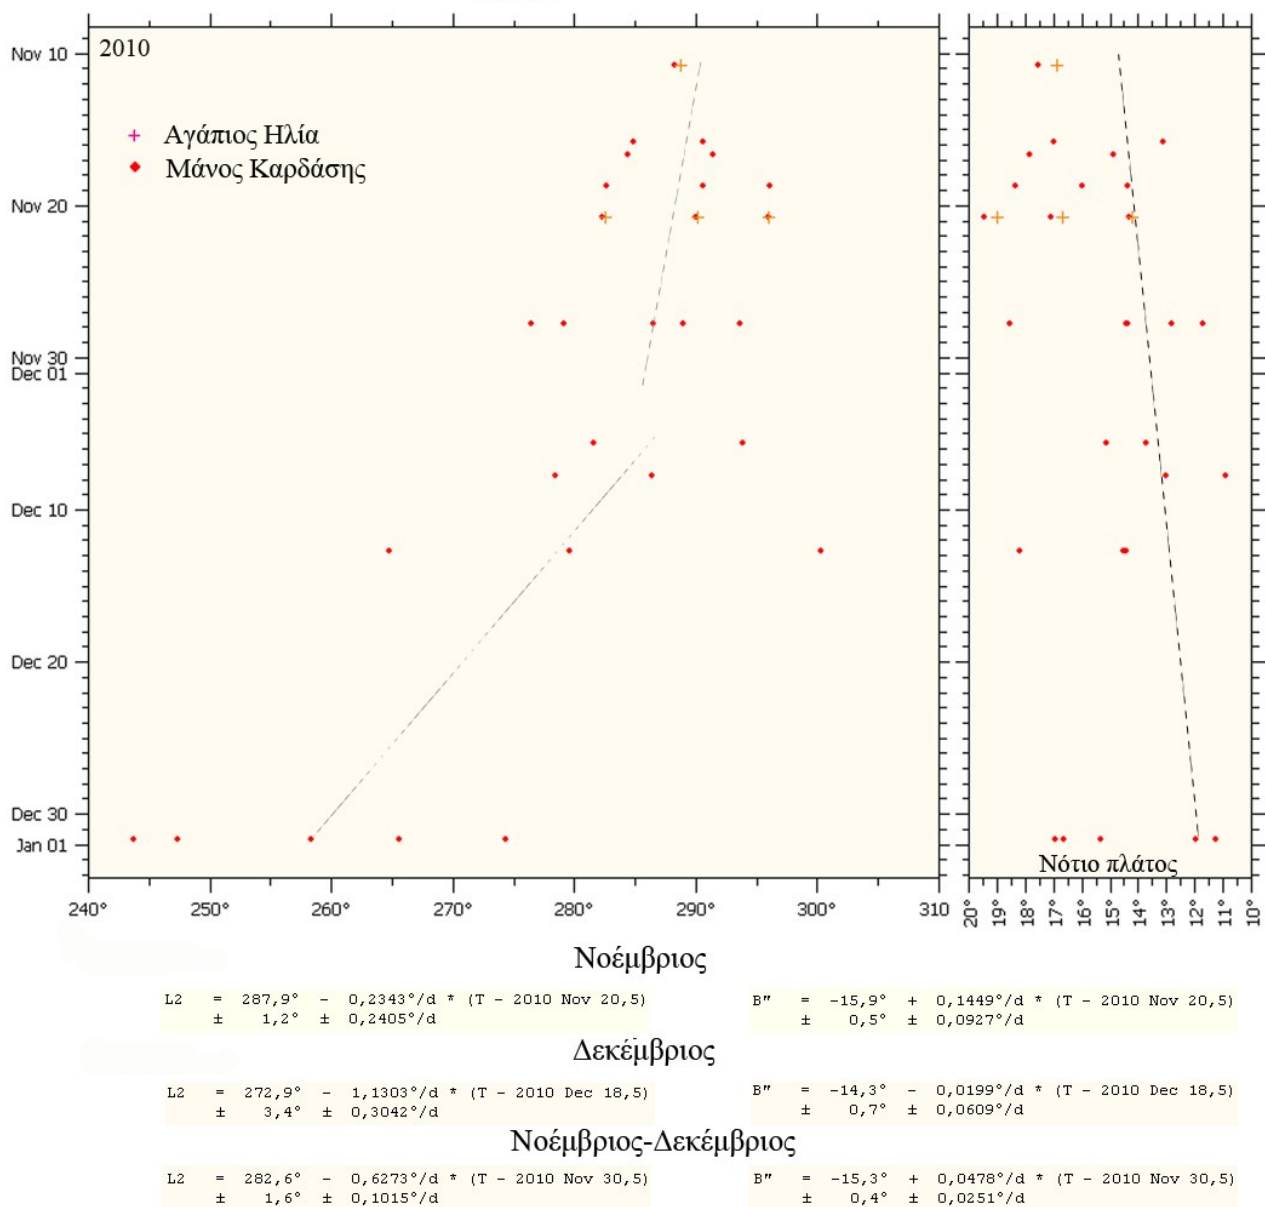 2010
Nov 10
Αγάπιος Ηλία
Μάνος Καρδάσης
Nov 20
Nov 30
Dec 01
Dec 10
Dec 20
Dec 30
Jan 01
Νότιο πλάτος
240° 250° 260° 270° 280° 290° 300° 310
20° 19° 18° 17° 16° 15° 14° 13° 12° 11° 10°
Νοέμβριος
L2 = 287,9° - 0,2343°/d * (T - 2010 Nov 20,5)
± 1,2° ± 0,2405°/d
B" = -15,9° + 0,1449°/d * (T - 2010 Nov 20,5)
± 0,5° ± 0,0927°/d
Δεκέμβριος
L2 = 272,9° - 1,1303°/d * (T - 2010 Dec 18,5)
± 3,4° ± 0,3042°/d
B" = -14,3° - 0,0199°/d * (T - 2010 Dec 18,5)
± 0,7° ± 0,0609°/d
Νοέμβριος-Δεκέμβριος
L2 = 282,6° - 0,6273°/d * (T - 2010 Nov 30,5)
± 1,6° ± 0,1015°/d
B" = -15,3° + 0,0478°/d * (T - 2010 Nov 30,5)
± 0,4° ± 0,0251°/d